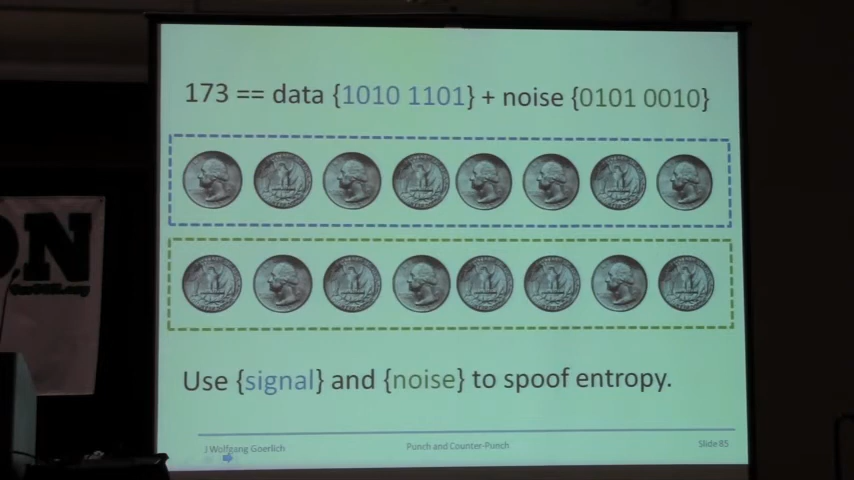 173 == data {1010 1101} + noise {0101 0010}
Use {signal} and {noise} to spoof entropy.
J Wolfgang Goerlich
Punch and Counter-Punch
Slide 85
ON